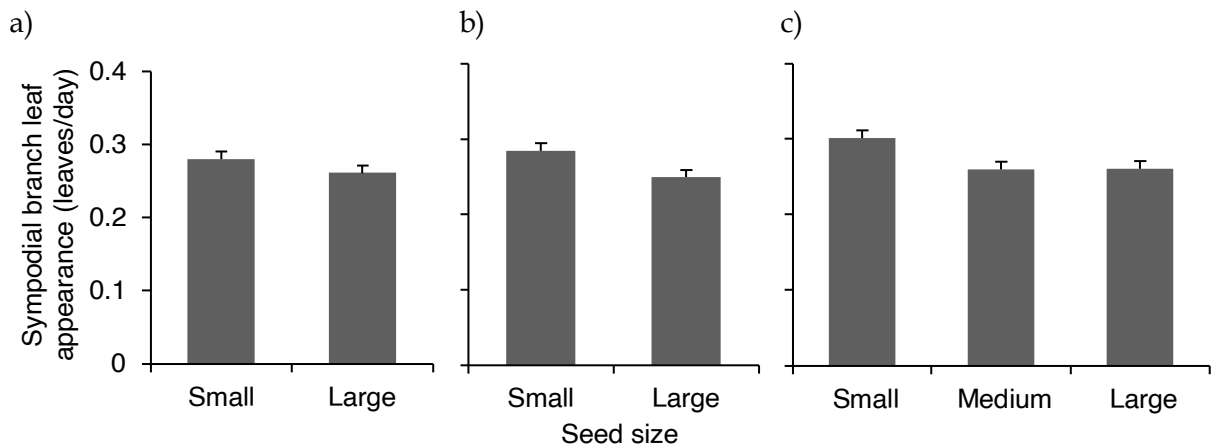 a)
b)
c)
Sympodial branch leaf
appearance (leaves/day)
0.4
0.3
0.2
0.1
0
Small Large
Small Large
Small Medium Large
Seed size